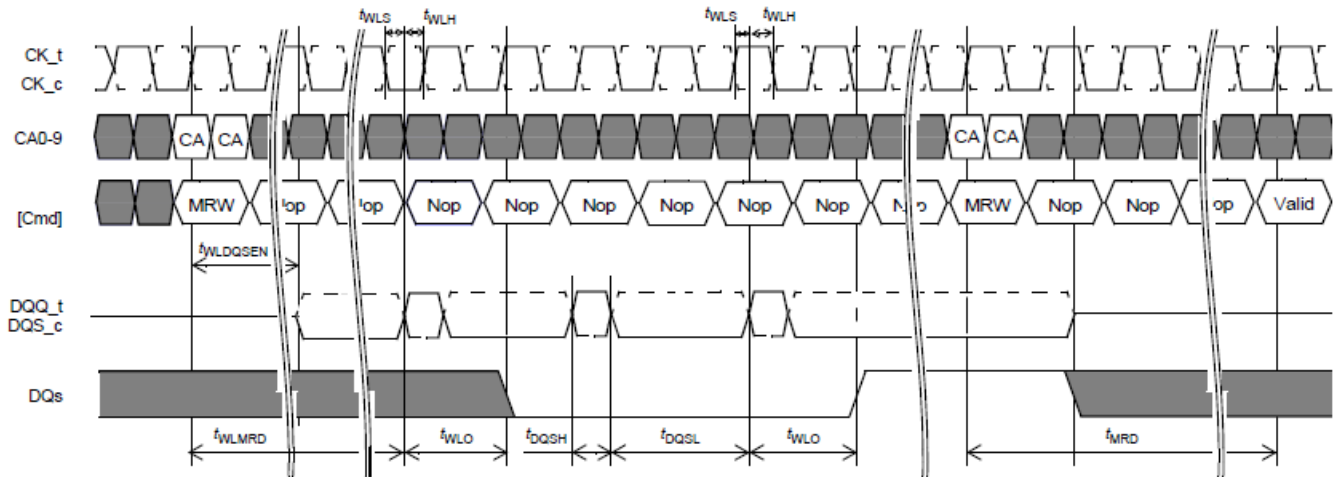 tWLS tWLH tWLS tWLH
CK_t
CK_c
CA0-9 CA CA CA CA
[Cmd] MRW Nop Nop Nop Nop Nop Nop MRW Nop Nop Valid
tWLDQSEN
DQQ_t
DQS_c
DQs
tWLMRD tWLO tDQSH tDQSL tWLO tMRD